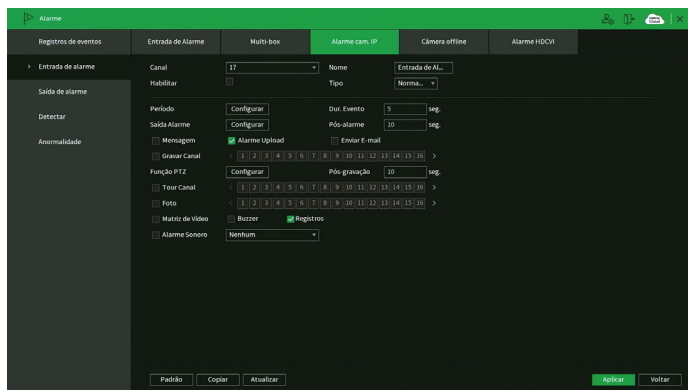 Alarme
Registros de eventos
Entrada de Alarme Multi-box Alarme cam. IP Câmera offline Alarme HDCVI
Entrada de alarme
Saída de alarme
Detectar
Anormalidade
Canal 17 Nome Entrada de Al...
Habilitar Tipo Norma...
Período Configurar Dur. Evento 5 seg.
Saída Alarme Configurar Pós-alarme 10 seg.
Mensagem Alarme Upload Enviar E-mail
Gravar Canal < 1 2 3 4 5 6 7 8 9 10 11 12 13 14 15 16 >
Função PTZ Configurar Pós-gravação 10 seg.
Tour Canal < 1 2 3 4 5 6 7 8 9 10 11 12 13 14 15 16 >
Foto < 1 2 3 4 5 6 7 8 9 10 11 12 13 14 15 16 >
Matriz de Vídeo Buzzer Registros
Alarme Sonoro Nenhum
Padrão Copiar Atualizar Aplicar Voltar